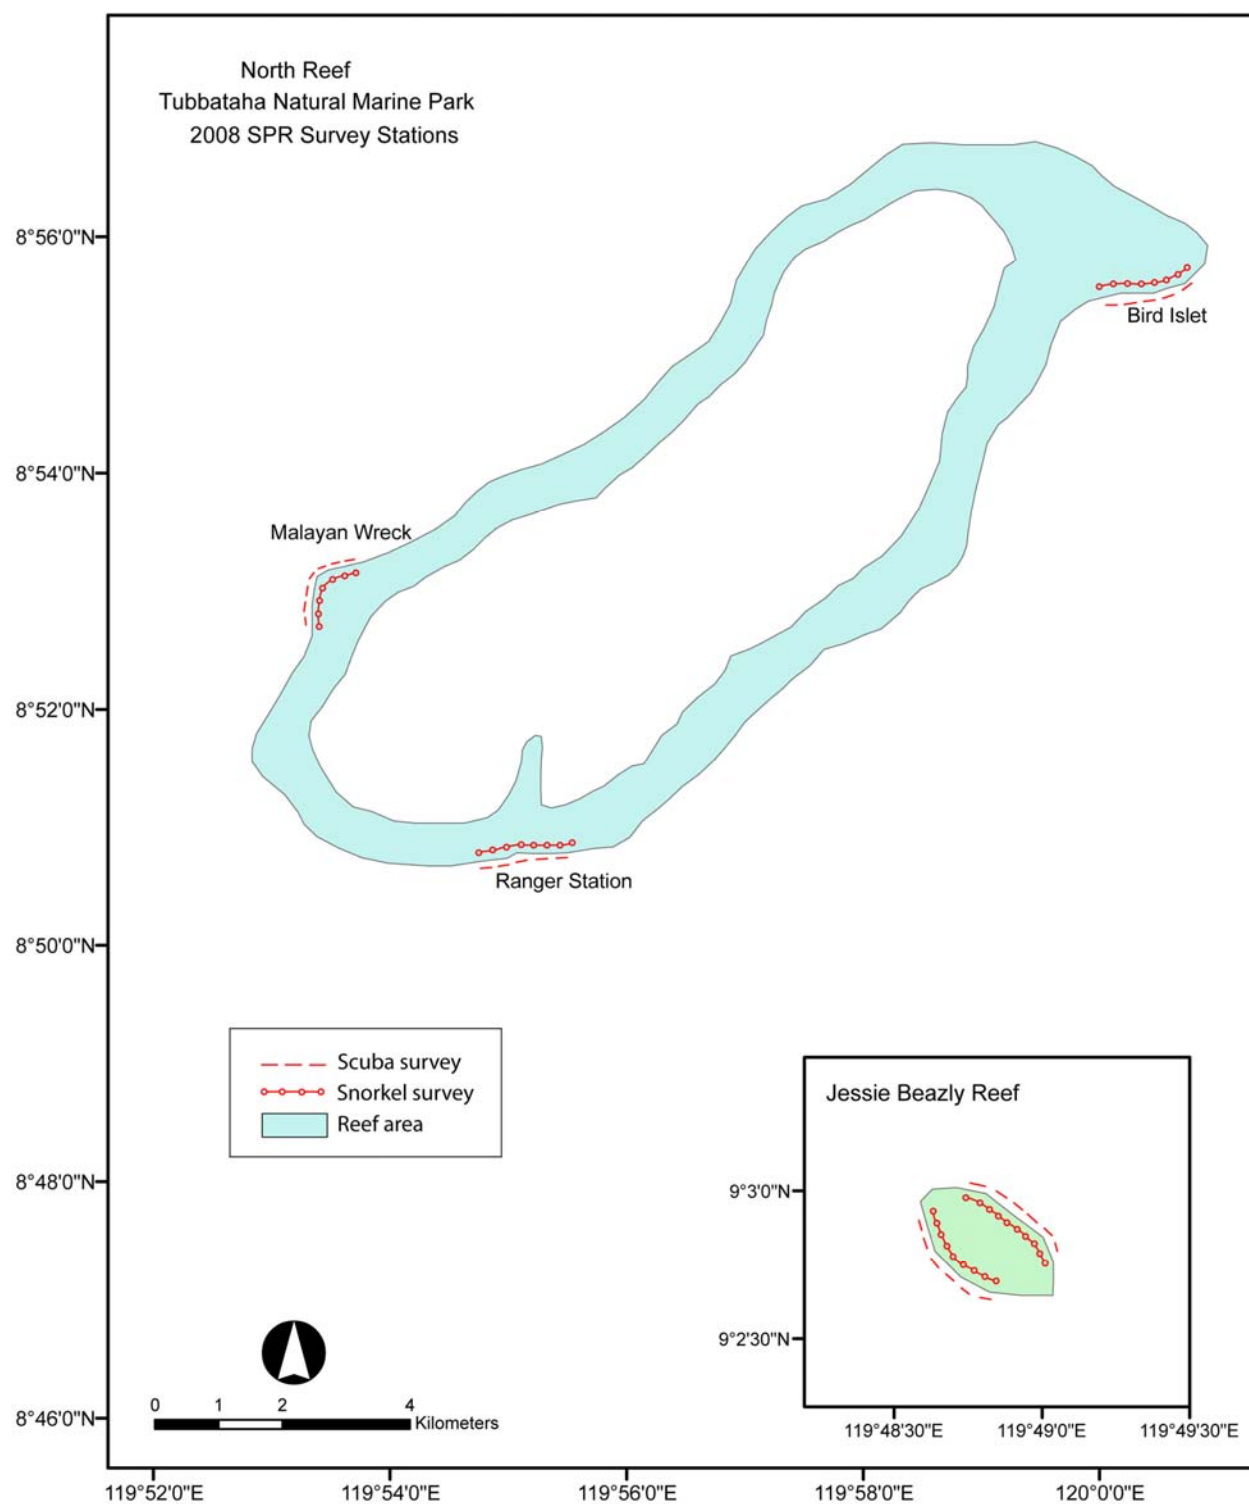 North Reef
Tubbataha Natural Marine Park
2008 SPR Survey Stations
8°56'0"N
Bird Islet
8°54'0"N
Malayan Wreck
8°52'0"N
Ranger Station
8°50'0"N
Scuba survey
Snorkel survey
Reef area
Jessie Beazly Reef
8°48'0"N
9°3'0"N
9°2'30"N
0 1 2 4
Kilometers
8°46'0"N
119°48'30"E 119°49'0"E 119°49'30"E
119°52'0"E 119°54'0"E 119°56'0"E 119°58'0"E 120°0'0"E